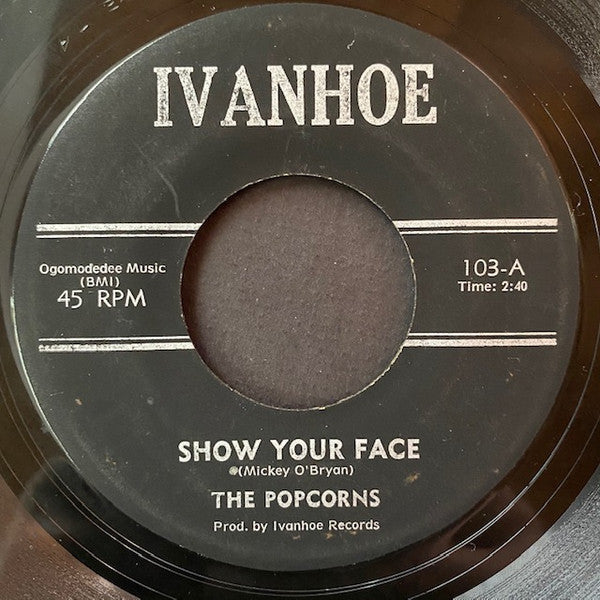 IVANHOE
Ogomodedee Music
(BMI)
45 RPM
103-A
Time: 2:40
SHOW YOUR FACE
(Mickey O'Bryan)
THE POPCORNS
Prod. by Ivanhoe Records